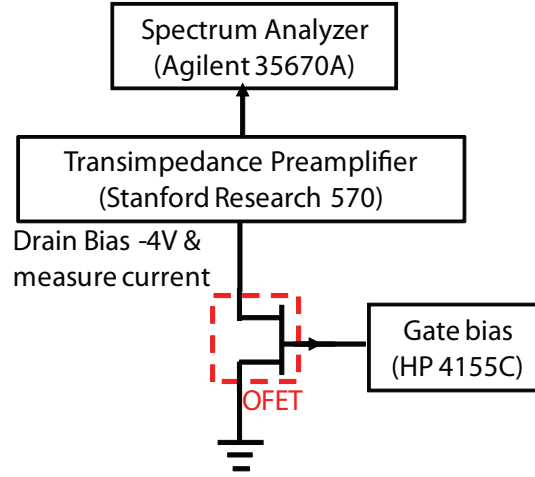 Spectrum Analyzer
(Agilent 35670A)
Transimpedance Preamplifier
(Stanford Research 570)
Drain Bias -4V &
measure current
Gate bias
(HP 4155C)
OFET